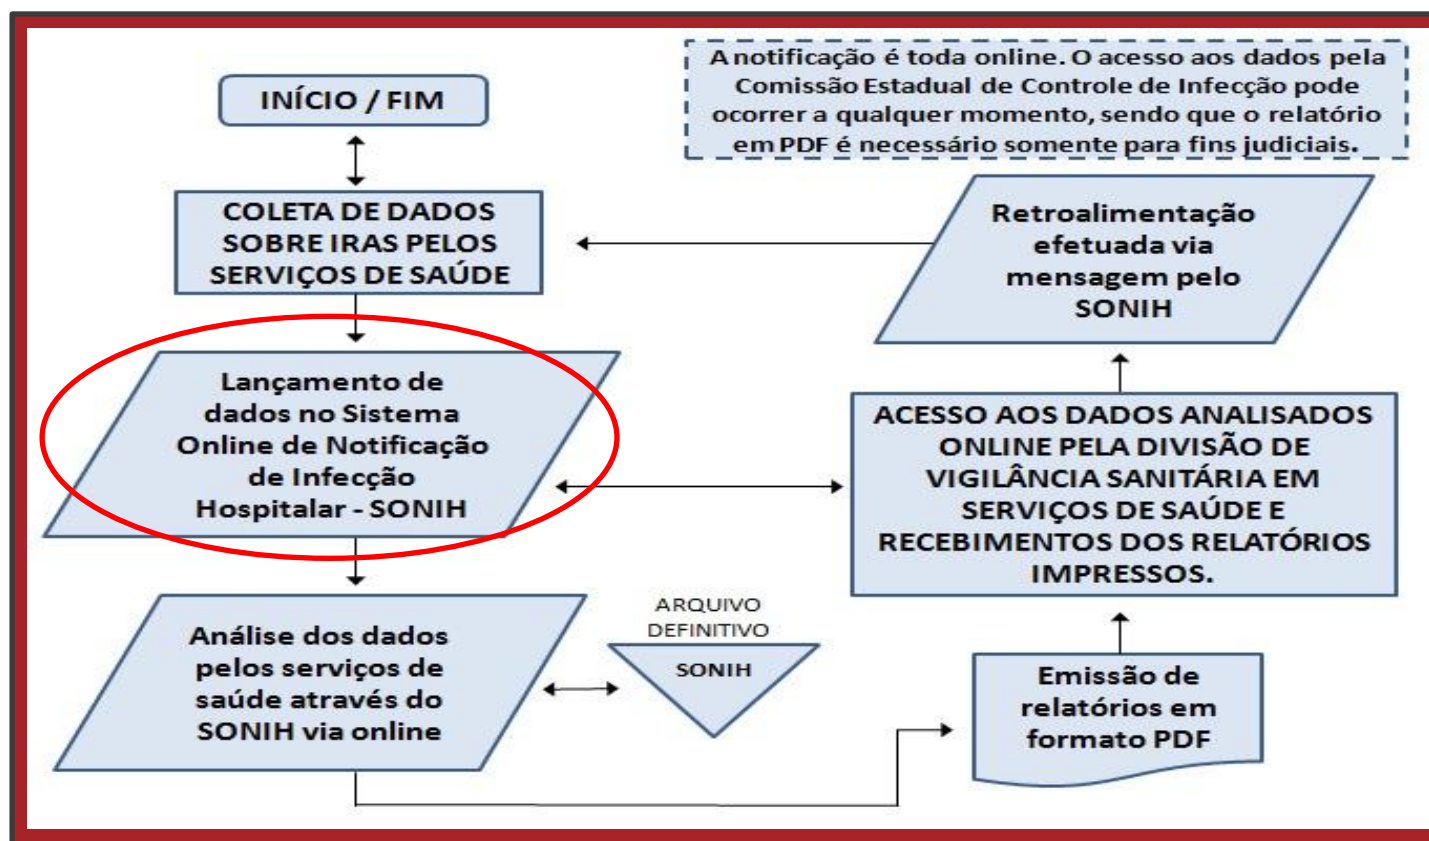 A notificação é toda online. O acesso aos dados pela
Comissão Estadual de Controle de Infecção pode
ocorrer a qualquer momento, sendo que o relatório
em PDF é necessário somente para fins judiciais.
INÍCIO / FIM
COLETA DE DADOS
SOBRE IRAS PELOS
SERVIÇOS DE SAÚDE
Retroalimentação
efetuada via
mensagem pelo
SONIH
Lançamento de
dados no Sistema
Online de Notificação
de Infecção
Hospitalar - SONIH
ACESSO AOS DADOS ANALISADOS
ONLINE PELA DIVISÃO DE
VIGILÂNCIA SANITÁRIA EM
SERVIÇOS DE SAÚDE E
RECEBIMENTOS DOS RELATÓRIOS
IMPRESSOS.
Análise dos dados
pelos serviços de
saúde através do
SONIH via online
ARQUIVO
DEFINITIVO
SONIH
Emissão de
relatórios em
formato PDF